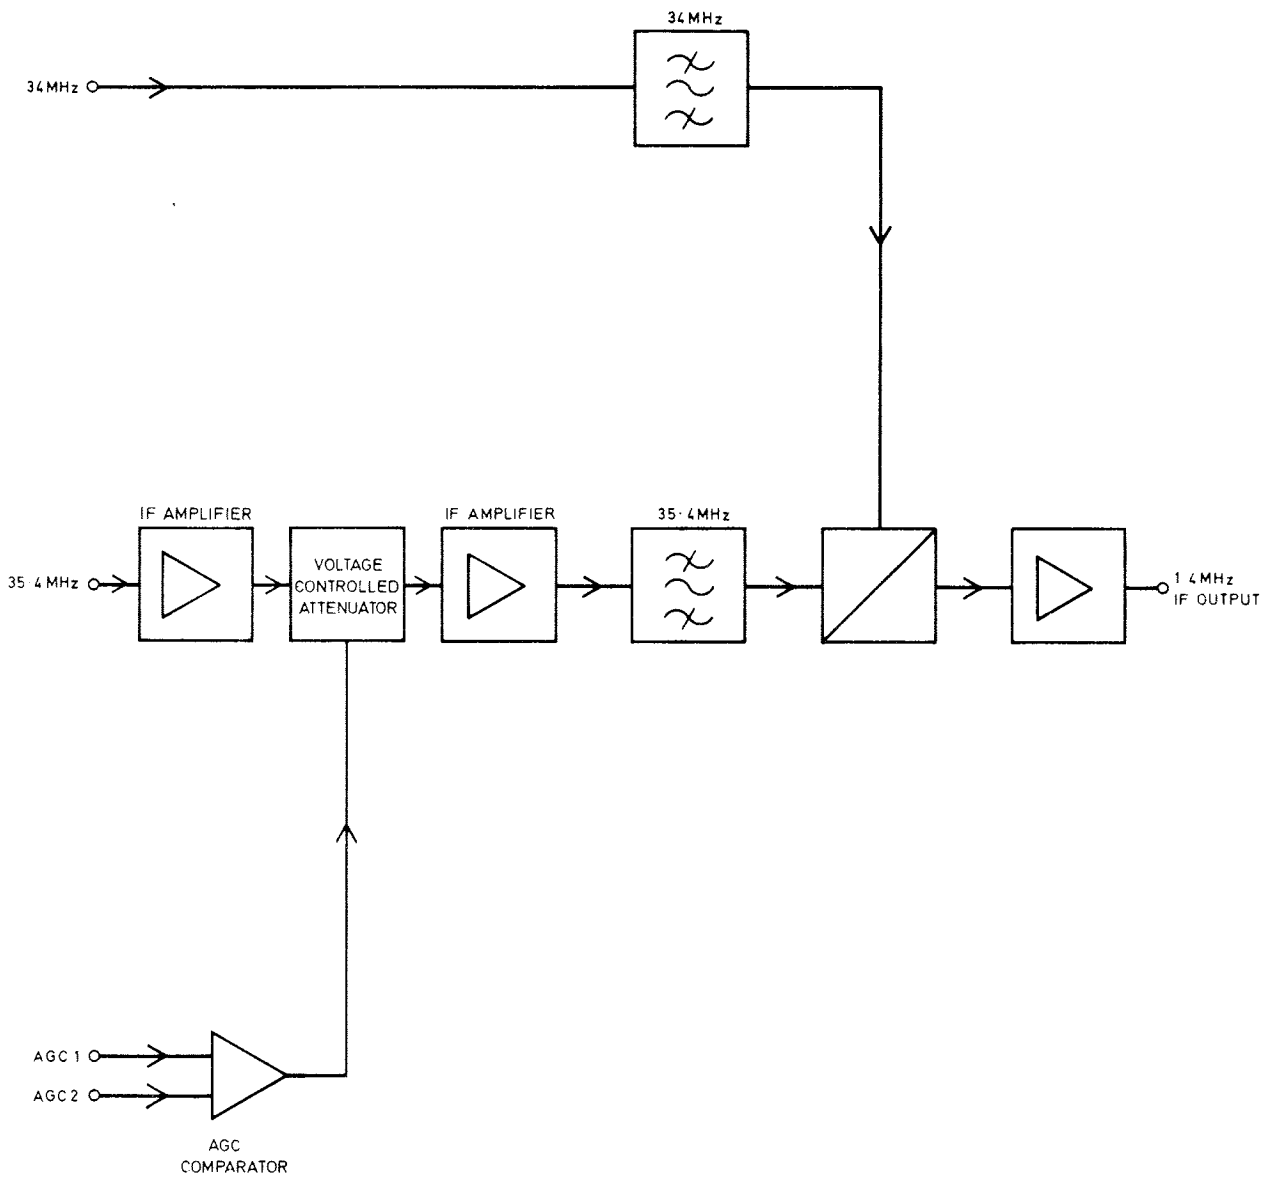 34MHz
34MHz
IF AMPLIFIER
IF AMPLIFIER
35·4MHz
35·4MHz
VOLTAGE
CONTROLLED
ATTENUATOR
1 4MHz
IF OUTPUT
AGC 1
AGC 2
AGC
COMPARATOR